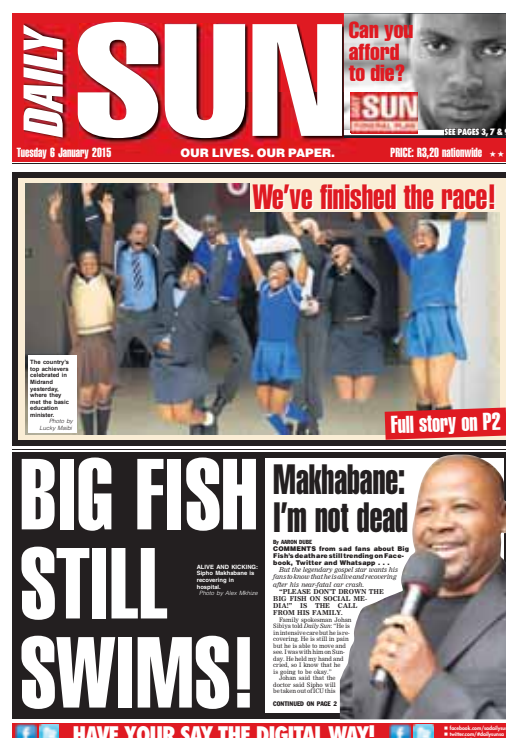 DAILY
SUN
Can you
afford
to die?
DAILY
SUN
FUNERAL PLAN
SEE PAGES 3, 7 & 9
Tuesday 6 January 2015
OUR LIVES. OUR PAPER.
PRICE: R3,20 nationwide ★ ★
We've finished the race!
The country's
top achievers
celebrated in
Midrand
yesterday,
where they
met the basic
education
minister.
Photo by
Lucky Maibi
Full story on P2
BIG FISH
STILL
SWIMS!
ALIVE AND KICKING:
Sipho Makhabane is
recovering in
hospital.
Photo by Alex Mkhize
Makhabane:
I'm not dead
By AARON DUBE
COMMENTS from sad fans about Big
Fish's death are still trending on Face-
book, Twitter and Whatsapp . . .
But the legendary gospel star wants his
fans to know that he is alive and recovering
after his near-fatal car crash.
"PLEASE DON'T DROWN THE
BIG FISH ON SOCIAL ME-
DIA!" IS THE CALL
FROM HIS FAMILY.
Family spokesman Johan
Sibiya told Daily Sun: "He is
in intensive care but he is re-
covering. He is still in pain
but he is able to move and
see. I was with him on Sun-
day. He held my hand and
cried, so I know that he
is going to be okay."
Johan said that the
doctor said Sipho will
be taken out of ICU this
CONTINUED ON PAGE 2
HAVE YOUR SAY THE DIGITAL WAY!